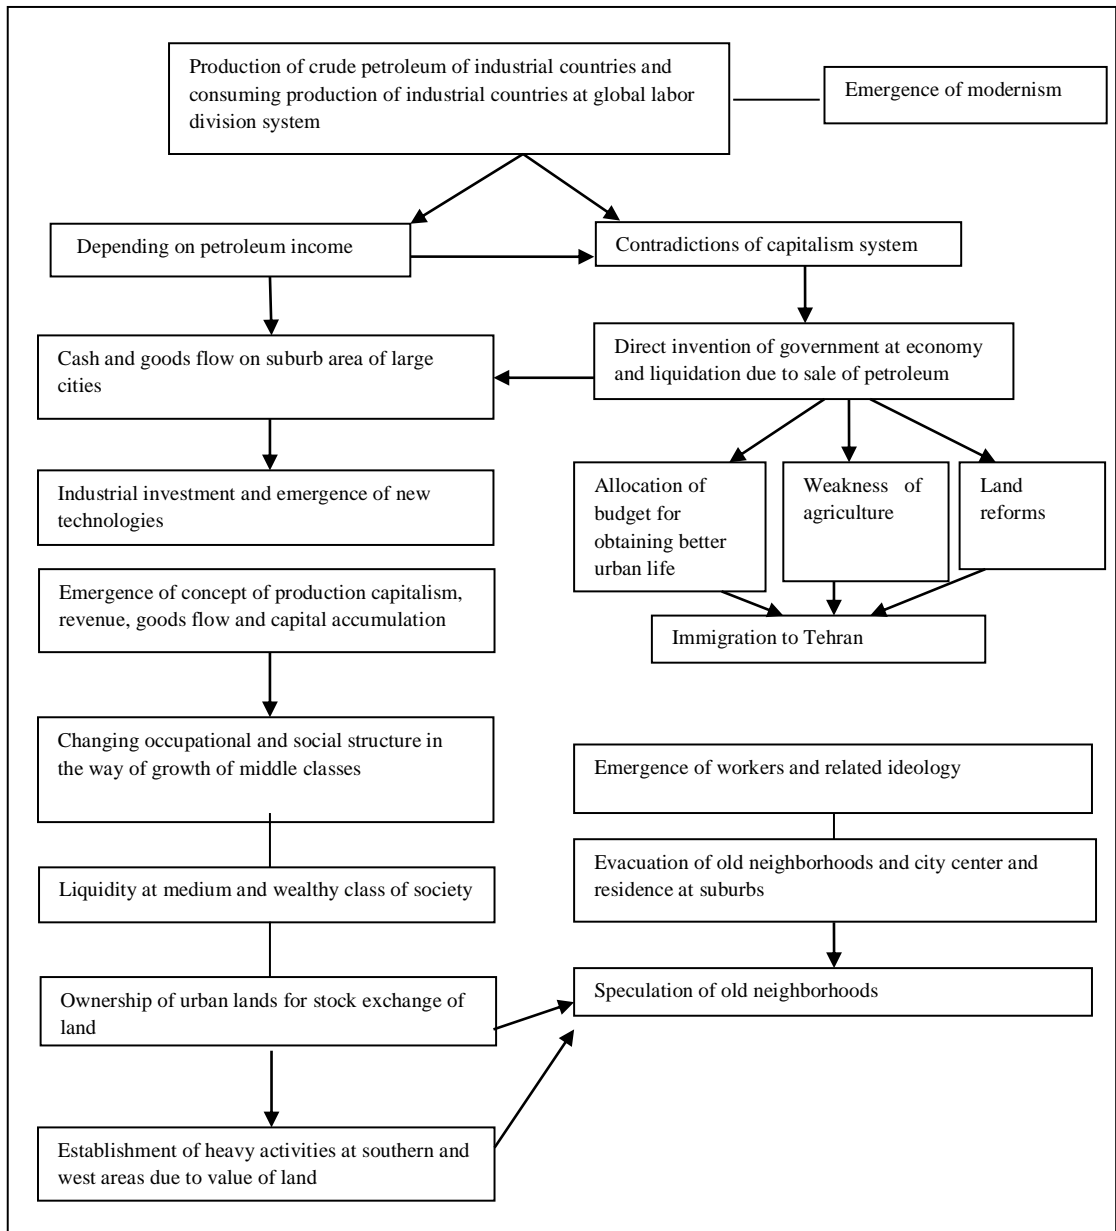 Production of crude petroleum of industrial countries and
consuming production of industrial countries at global labor
division system
Emergence of modernism
Depending on petroleum income
Contradictions of capitalism system
Cash and goods flow on suburb area of large
cities
Direct invention of government at economy
and liquidation due to sale of petroleum
Industrial investment and emergence of new
technologies
Allocation of
budget for
obtaining better
urban life
Weakness of
agriculture
Land
reforms
Emergence of concept of production capitalism,
revenue, goods flow and capital accumulation
Immigration to Tehran
Changing occupational and social structure in
the way of growth of middle classes
Emergence of workers and related ideology
Liquidity at medium and wealthy class of society
Evacuation of old neighborhoods and city center and
residence at suburbs
Ownership of urban lands for stock exchange of
land
Speculation of old neighborhoods
Establishment of heavy activities at southern and
west areas due to value of land